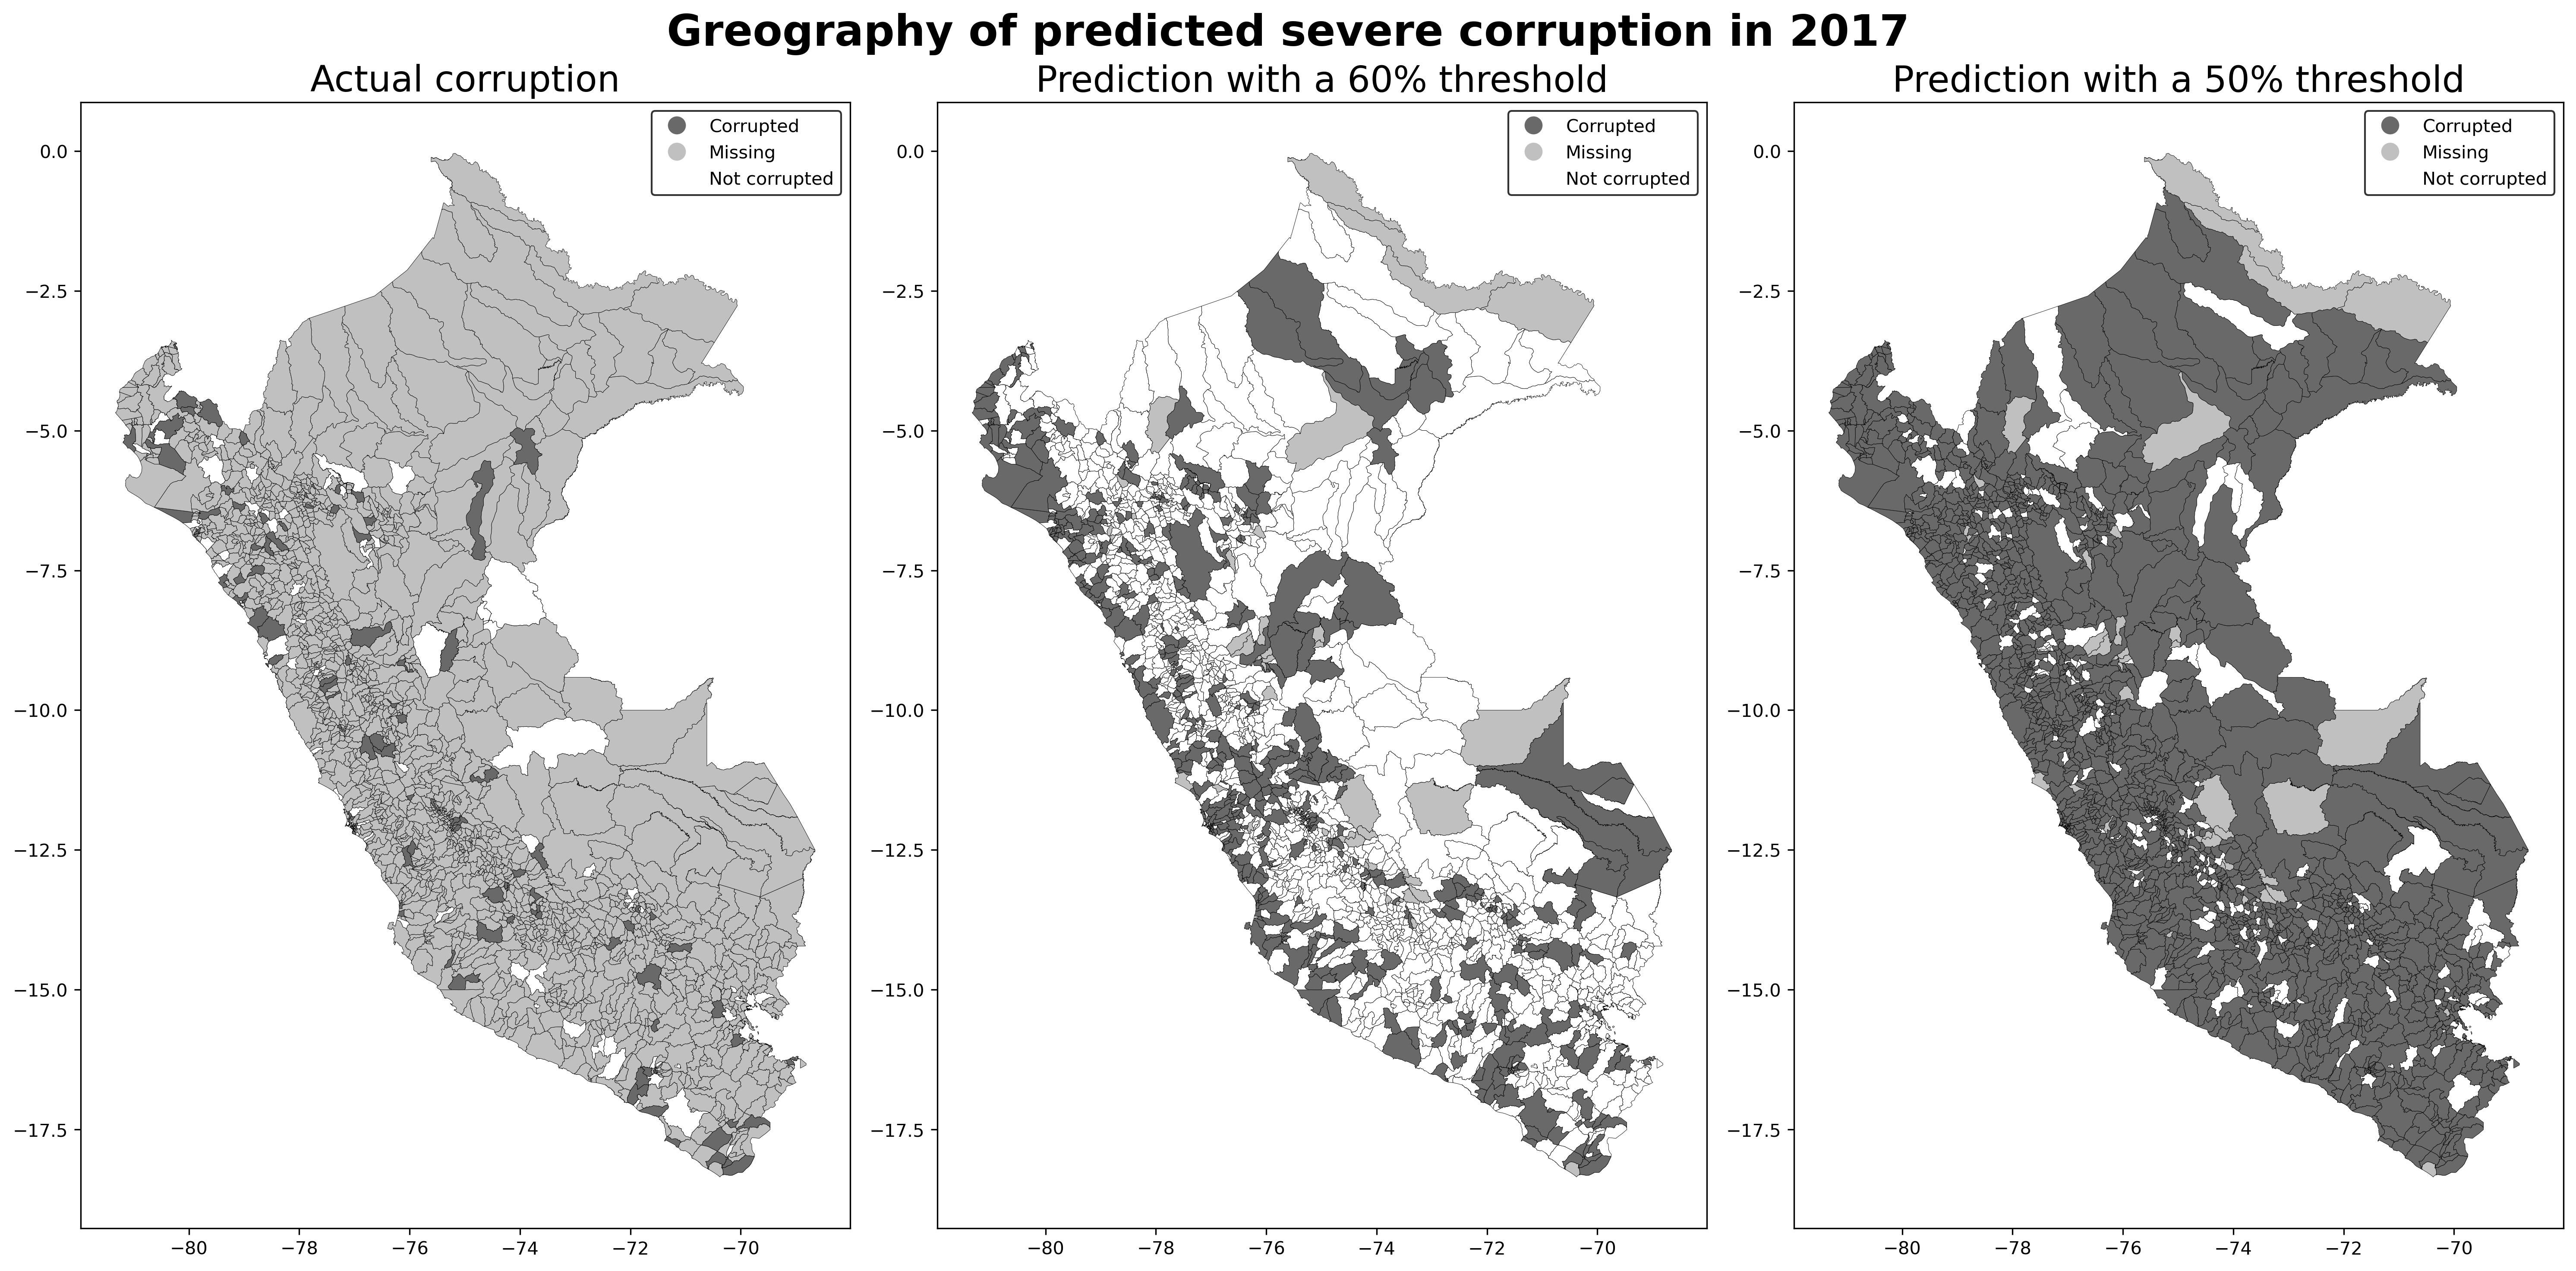 Greography of predicted severe corruption in 2017
Actual corruption
Corrupted
Missing
Not corrupted
0.0
−2.5
−5.0
−7.5
−10.0
−12.5
−15.0
−17.5
−80 −78 −76 −74 −72 −70
Prediction with a 60% threshold
Corrupted
Missing
Not corrupted
0.0
−2.5
−5.0
−7.5
−10.0
−12.5
−15.0
−17.5
−80 −78 −76 −74 −72 −70
Prediction with a 50% threshold
Corrupted
Missing
Not corrupted
0.0
−2.5
−5.0
−7.5
−10.0
−12.5
−15.0
−17.5
−80 −78 −76 −74 −72 −70